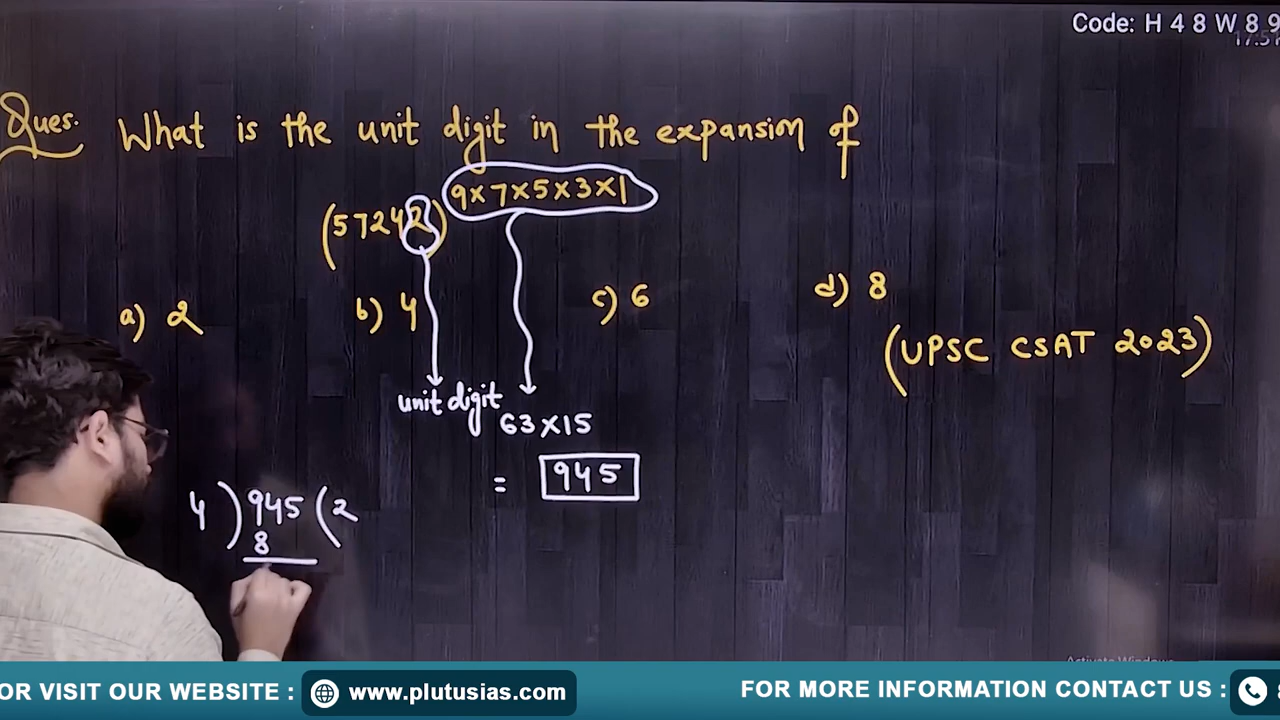 Code: H 4 8 W 8 9
17:51
Ques. What is the unit digit in the expansion of
(57242)^9×7×5×3×1
a) 2 b) 4 c) 6 d) 8
(UPSC CSAT 2023)
unit digit
63×15
= 945
4)945(2
8
OR VISIT OUR WEBSITE : www.plutusias.com FOR MORE INFORMATION CONTACT US :